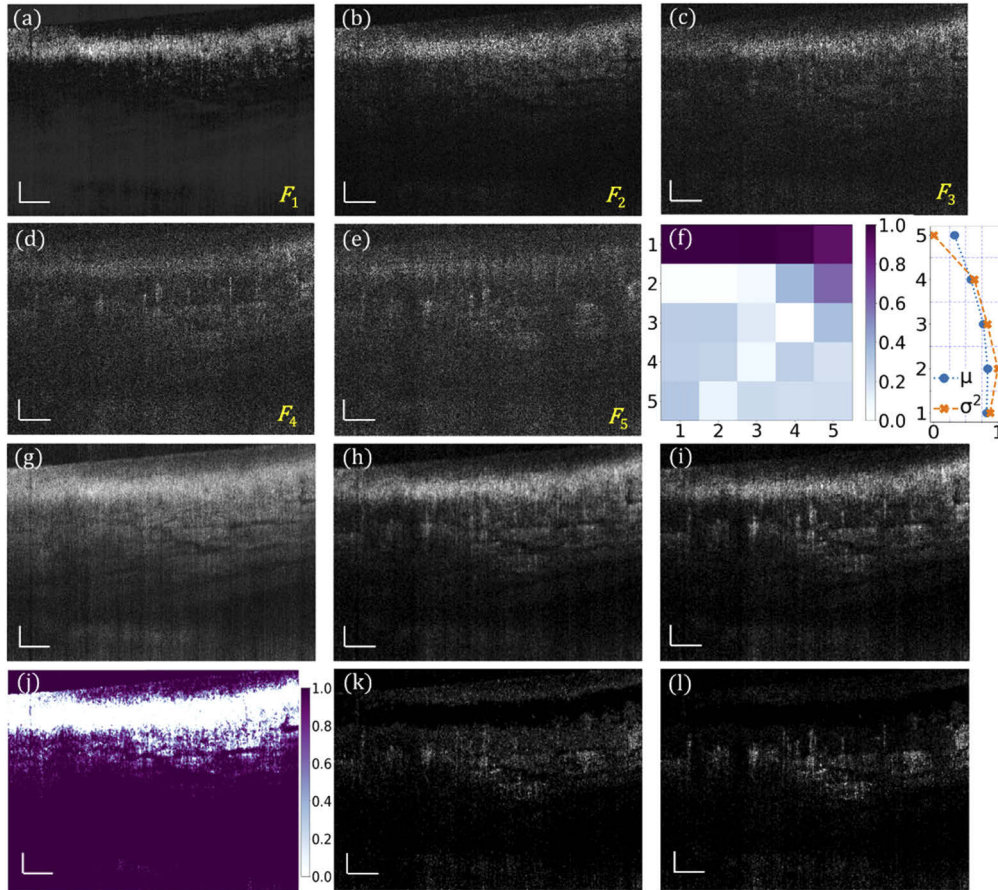 (a)
(b)
(c)
F₁
F₂
F₃
(d)
(e)
(f)
1
2
3
4
5
1 2 3 4 5
1.0
0.8
0.6
0.4
0.2
0.0
5
4
3
2
1
μ
σ²
0 1
F₄
F₅
(g)
(h)
(i)
(j)
1.0
0.8
0.6
0.4
0.2
0.0
(k)
(l)